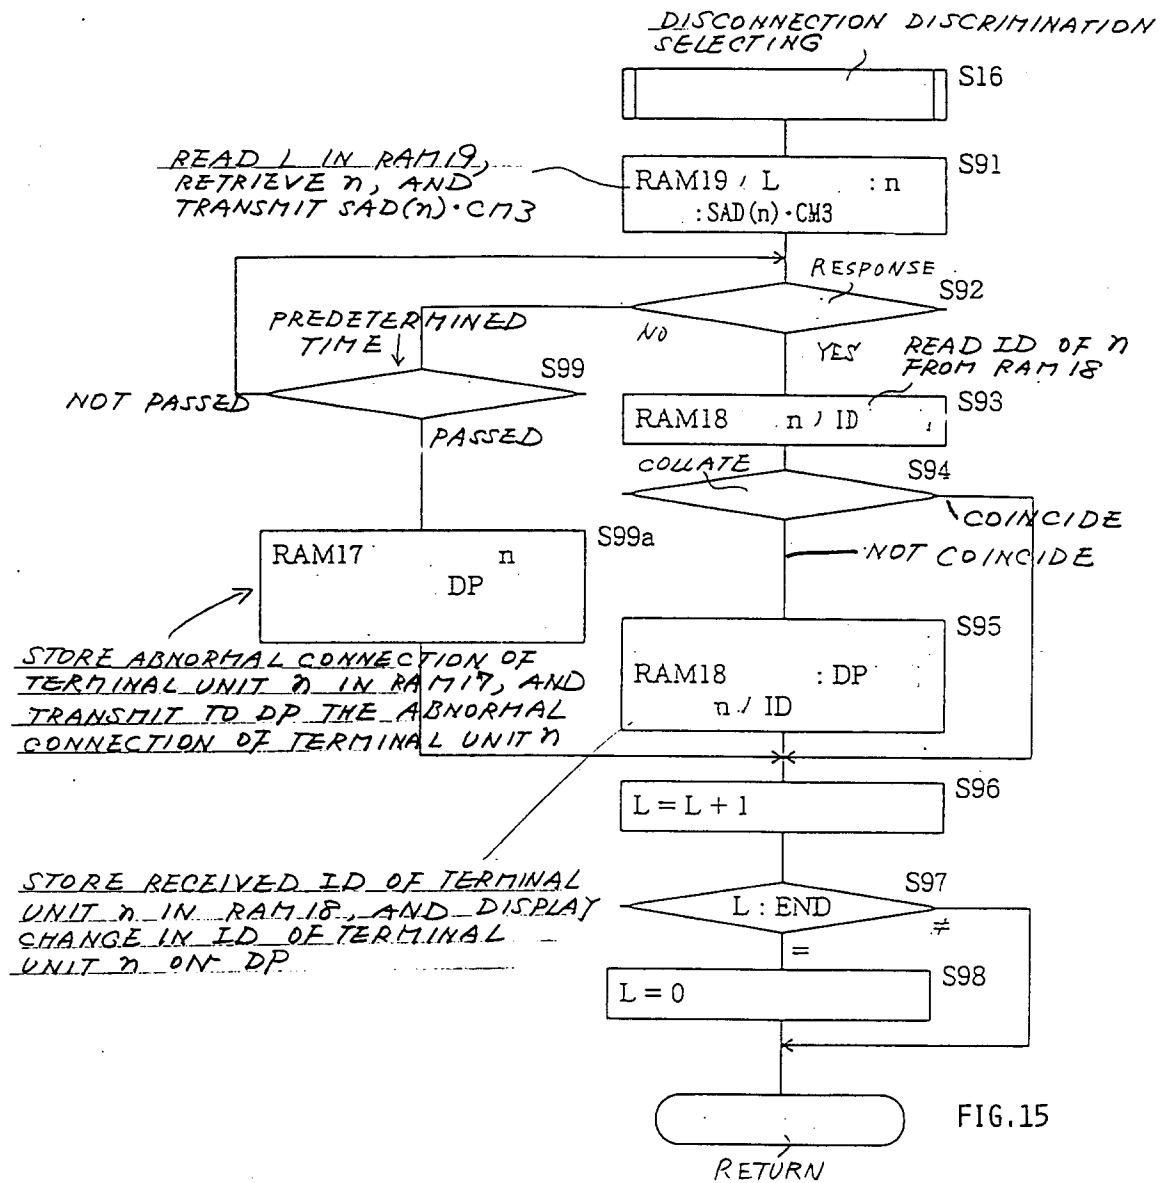 DISCONNECTION DISCRIMINATION
SELECTING
S16
READ L IN RAM19,
RETRIEVE n, AND
TRANSMIT SAD(n)·CM3
S91
RAM19 / L : n
: SAD(n)·CM3
RESPONSE
S92
NO
YES
PREDETERMINED
TIME
S99
NOT PASSED
PASSED
READ ID OF n
FROM RAM18
S93
RAM18 n / ID
COLLATE
S94
COINCIDE
NOT COINCIDE
S99a
RAM17 n
DP
STORE ABNORMAL CONNECTION OF
TERMINAL UNIT n IN RAM17, AND
TRANSMIT TO DP THE ABNORMAL
CONNECTION OF TERMINAL UNIT n
S95
RAM18 : DP
n / ID
S96
L = L + 1
STORE RECEIVED ID OF TERMINAL
UNIT n IN RAM18, AND DISPLAY
CHANGE IN ID OF TERMINAL
UNIT n ON DP
S97
L : END
≠
=
S98
L = 0
FIG.15
RETURN